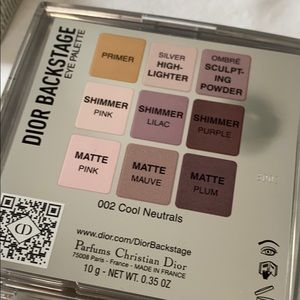 DIOR BACKSTAGE
EYE PALETTE
PRIMER
SILVER
HIGH-
LIGHTER
OMBRÉ
SCULPT-
ING
POWDER
SHIMMER
PINK
SHIMMER
LILAC
SHIMMER
PURPLE
MATTE
PINK
MATTE
MAUVE
MATTE
PLUM
002 Cool Neutrals
www.dior.com/DiorBackstage
Parfums Christian Dior
75008 Paris - France - MADE IN FRANCE
10 g - NET WT. 0.35 OZ